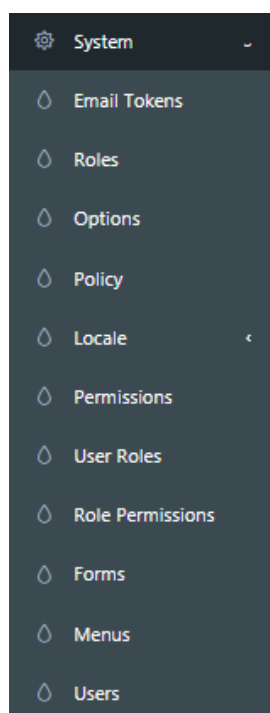 System
Email Tokens
Roles
Options
Policy
Locale
Permissions
User Roles
Role Permissions
Forms
Menus
Users